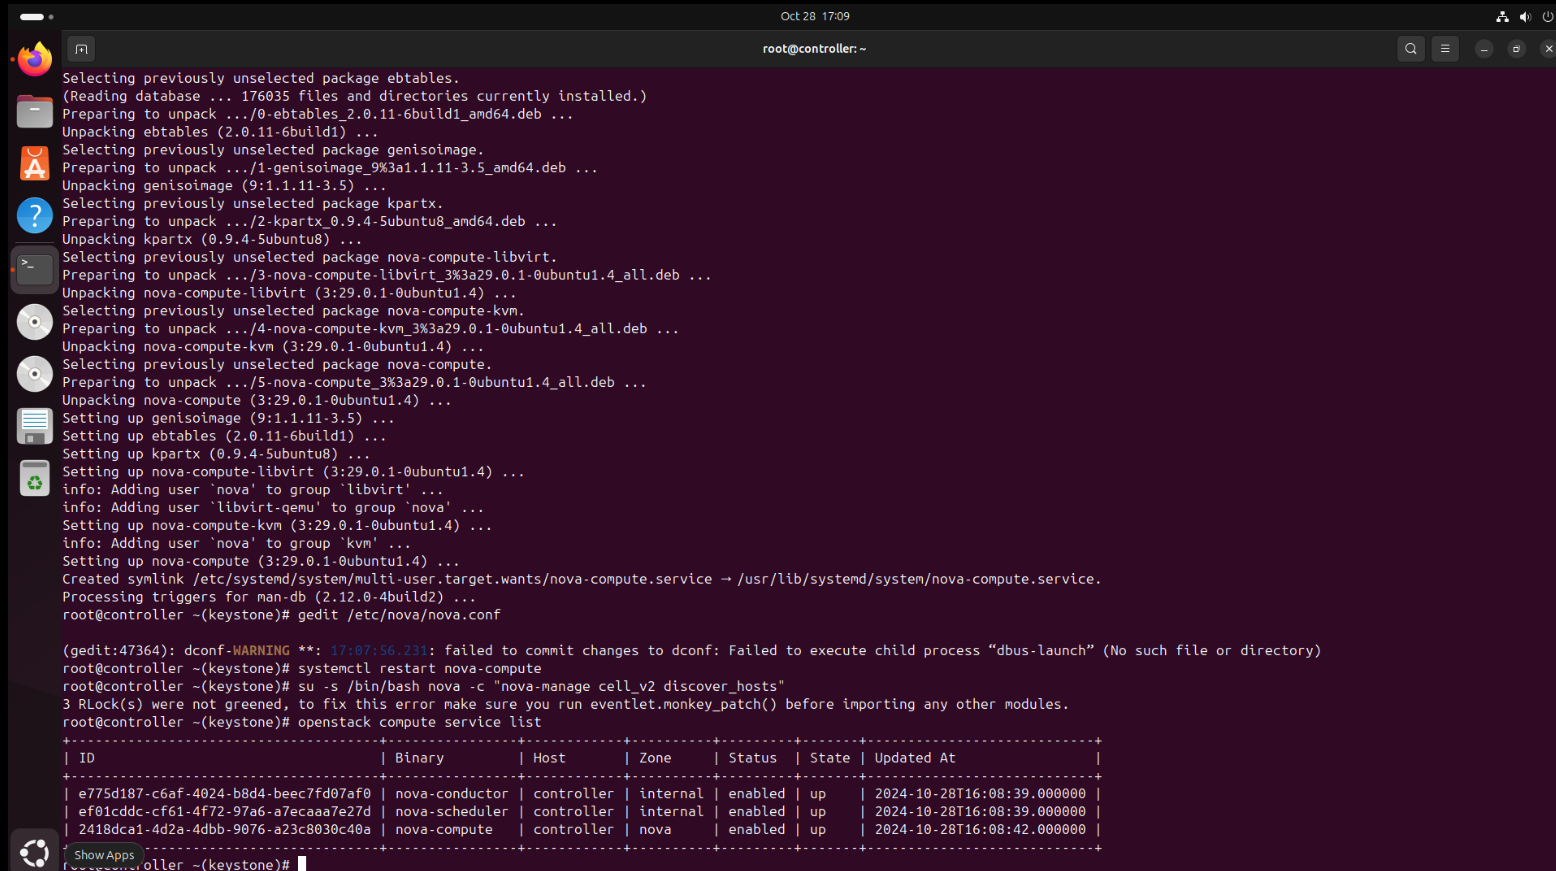 Oct 28 17:09
root@controller: ~
Selecting previously unselected package ebtables.
(Reading database ... 176035 files and directories currently installed.)
Preparing to unpack .../0-ebtables_2.0.11-6build1_amd64.deb ...
Unpacking ebtables (2.0.11-6build1) ...
Selecting previously unselected package genisoimage.
Preparing to unpack .../1-genisoimage_9%3a1.1.11-3.5_amd64.deb ...
Unpacking genisoimage (9:1.1.11-3.5) ...
Selecting previously unselected package kpartx.
Preparing to unpack .../2-kpartx_0.9.4-5ubuntu8_amd64.deb ...
Unpacking kpartx (0.9.4-5ubuntu8) ...
Selecting previously unselected package nova-compute-libvirt.
Preparing to unpack .../3-nova-compute-libvirt_3%3a29.0.1-0ubuntu1.4_all.deb ...
Unpacking nova-compute-libvirt (3:29.0.1-0ubuntu1.4) ...
Selecting previously unselected package nova-compute-kvm.
Preparing to unpack .../4-nova-compute-kvm_3%3a29.0.1-0ubuntu1.4_all.deb ...
Unpacking nova-compute-kvm (3:29.0.1-0ubuntu1.4) ...
Selecting previously unselected package nova-compute.
Preparing to unpack .../5-nova-compute_3%3a29.0.1-0ubuntu1.4_all.deb ...
Unpacking nova-compute (3:29.0.1-0ubuntu1.4) ...
Setting up genisoimage (9:1.1.11-3.5) ...
Setting up ebtables (2.0.11-6build1) ...
Setting up kpartx (0.9.4-5ubuntu8) ...
Setting up nova-compute-libvirt (3:29.0.1-0ubuntu1.4) ...
info: Adding user `nova' to group `libvirt' ...
info: Adding user `libvirt-qemu' to group `nova' ...
Setting up nova-compute-kvm (3:29.0.1-0ubuntu1.4) ...
info: Adding user `nova' to group `kvm' ...
Setting up nova-compute (3:29.0.1-0ubuntu1.4) ...
Created symlink /etc/systemd/system/multi-user.target.wants/nova-compute.service → /usr/lib/systemd/system/nova-compute.service.
Processing triggers for man-db (2.12.0-4build2) ...
root@controller ~(keystone)# gedit /etc/nova/nova.conf
(gedit:47364): dconf-WARNING **: 17:07:56.231: failed to commit changes to dconf: Failed to execute child process “dbus-launch” (No such file or directory)
root@controller ~(keystone)# systemctl restart nova-compute
root@controller ~(keystone)# su -s /bin/bash nova -c "nova-manage cell_v2 discover_hosts"
3 RLock(s) were not greened, to fix this error make sure you run eventlet.monkey_patch() before importing any other modules.
root@controller ~(keystone)# openstack compute service list
+--------------------------------------+----------------+------------+----------+---------+-------+----------------------------+
| ID | Binary | Host | Zone | Status | State | Updated At |
+--------------------------------------+----------------+------------+----------+---------+-------+----------------------------+
| e775d187-c6af-4024-b8d4-beec7fd07af0 | nova-conductor | controller | internal | enabled | up | 2024-10-28T16:08:39.000000 |
| ef01cddc-cf61-4f72-97a6-a7ecaaa7e27d | nova-scheduler | controller | internal | enabled | up | 2024-10-28T16:08:39.000000 |
| 2418dca1-4d2a-4dbb-9076-a23c8030c40a | nova-compute | controller | nova | enabled | up | 2024-10-28T16:08:42.000000 |
+--------------------------------------+----------------+------------+----------+---------+-------+----------------------------+
Show Apps
root@controller ~(keystone)#